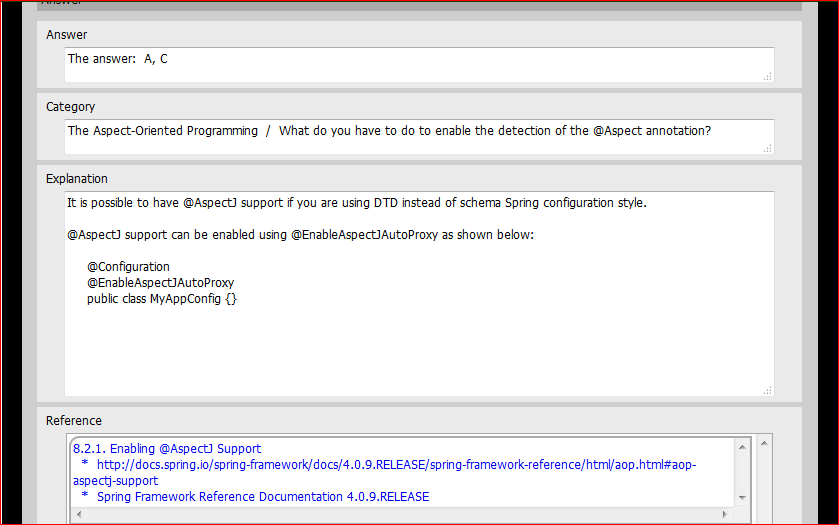 Answer
Answer
The answer:  A, C
Category
The Aspect-Oriented Programming  /  What do you have to do to enable the detection of the @Aspect annotation?
Explanation
It is possible to have @AspectJ support if you are using DTD instead of schema Spring configuration style.
@AspectJ support can be enabled using @EnableAspectJAutoProxy as shown below:
@Configuration
@EnableAspectJAutoProxy
public class MyAppConfig {}
Reference
8.2.1. Enabling @AspectJ Support
*  http://docs.spring.io/spring-framework/docs/4.0.9.RELEASE/spring-framework-reference/html/aop.html#aop-
aspectj-support
*  Spring Framework Reference Documentation 4.0.9.RELEASE